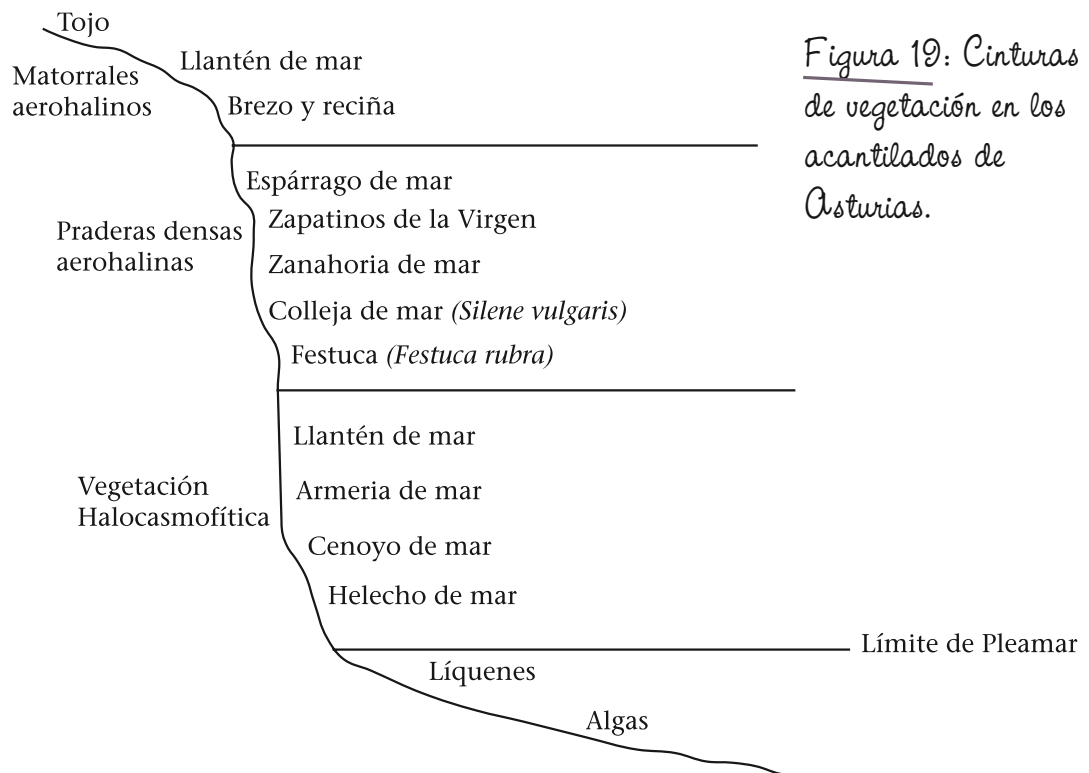 Tojo
Llantén de mar
Matorrales
aerohalinos
Brezo y reciña
Figura 19: Cinturas
de vegetación en los
acantilados de
Asturias.
Espárrago de mar
Zapatinos de la Virgen
Praderas densas
aerohalinas
Zanahoria de mar
Colleja de mar (Silene vulgaris)
Festuca (Festuca rubra)
Llantén de mar
Vegetación
Halocasmofítica
Armeria de mar
Cenoyo de mar
Helecho de mar
Límite de Pleamar
Líquenes
Algas